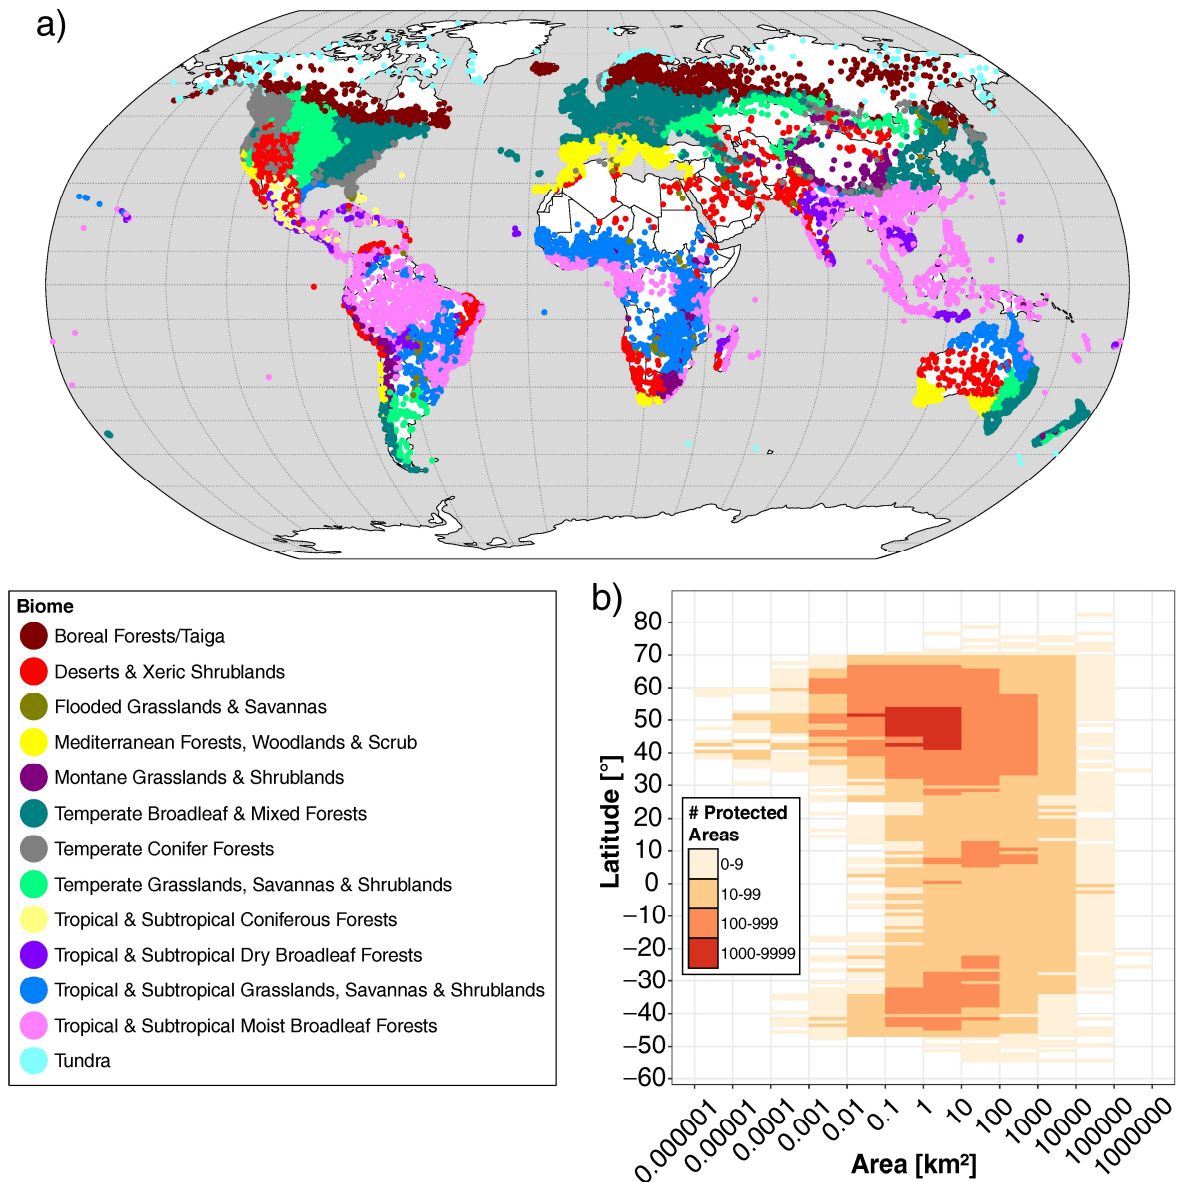 a)
Biome
Boreal Forests/Taiga
Deserts & Xeric Shrublands
Flooded Grasslands & Savannas
Mediterranean Forests, Woodlands & Scrub
Montane Grasslands & Shrublands
Temperate Broadleaf & Mixed Forests
Temperate Conifer Forests
Temperate Grasslands, Savannas & Shrublands
Tropical & Subtropical Coniferous Forests
Tropical & Subtropical Dry Broadleaf Forests
Tropical & Subtropical Grasslands, Savannas & Shrublands
Tropical & Subtropical Moist Broadleaf Forests
Tundra
b)
Latitude [°]
80
70
60
50
40
30
20
10
0
−10
−20
−30
−40
−50
−60
# Protected
Areas
0-9
10-99
100-999
1000-9999
0.000001
0.00001
0.0001
0.001
0.01
0.1
1
10
100
1000
10000
100000
1000000
Area [km²]